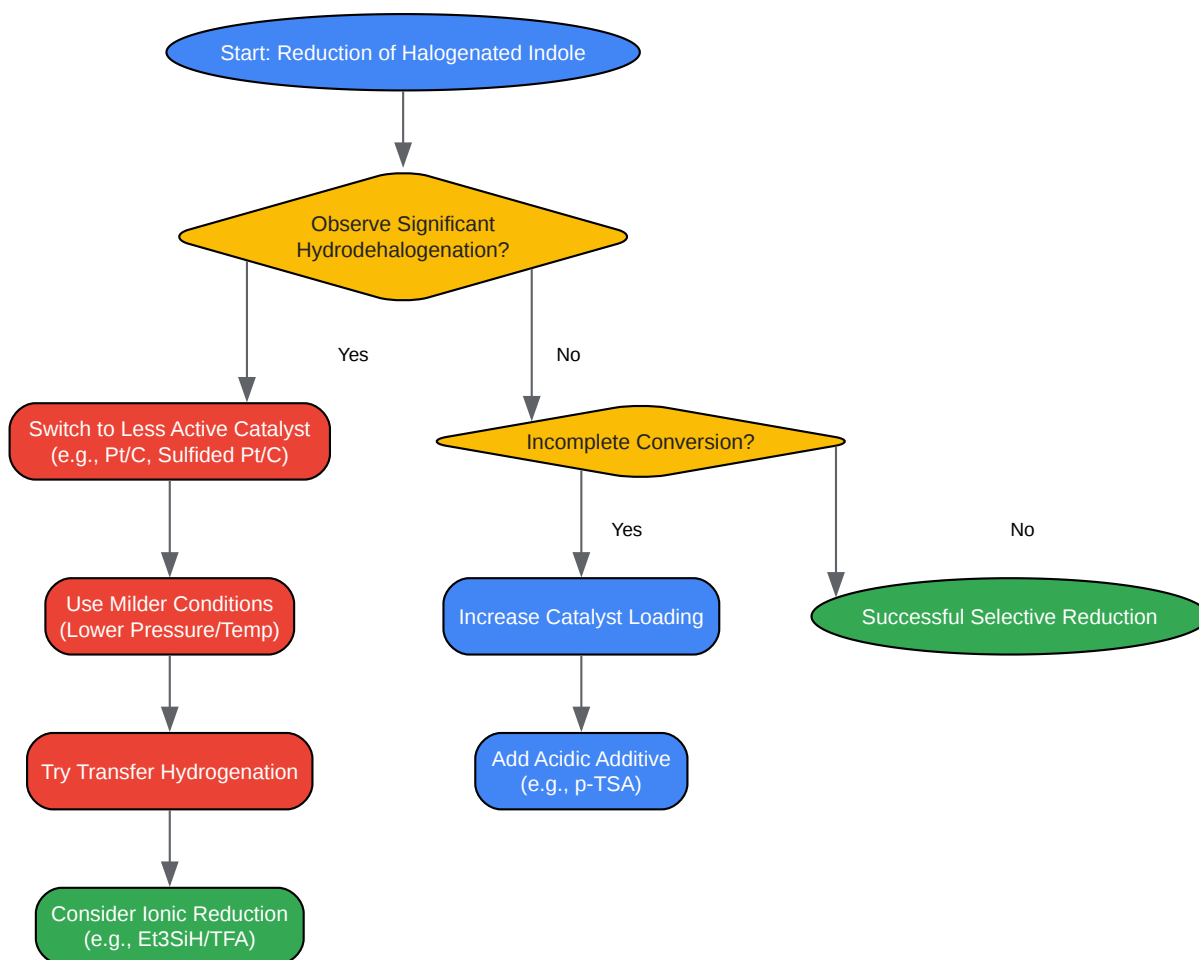 Start: Reduction of Halogenated Indole
Observe Significant
Hydrodehalogenation?
Yes
No
Switch to Less Active Catalyst
(e.g., Pt/C, Sulfided Pt/C)
Incomplete Conversion?
Yes
No
Use Milder Conditions
(Lower Pressure/Temp)
Increase Catalyst Loading
Successful Selective Reduction
Try Transfer Hydrogenation
Add Acidic Additive
(e.g., p-TSA)
Consider Ionic Reduction
(e.g., Et3SiH/TFA)